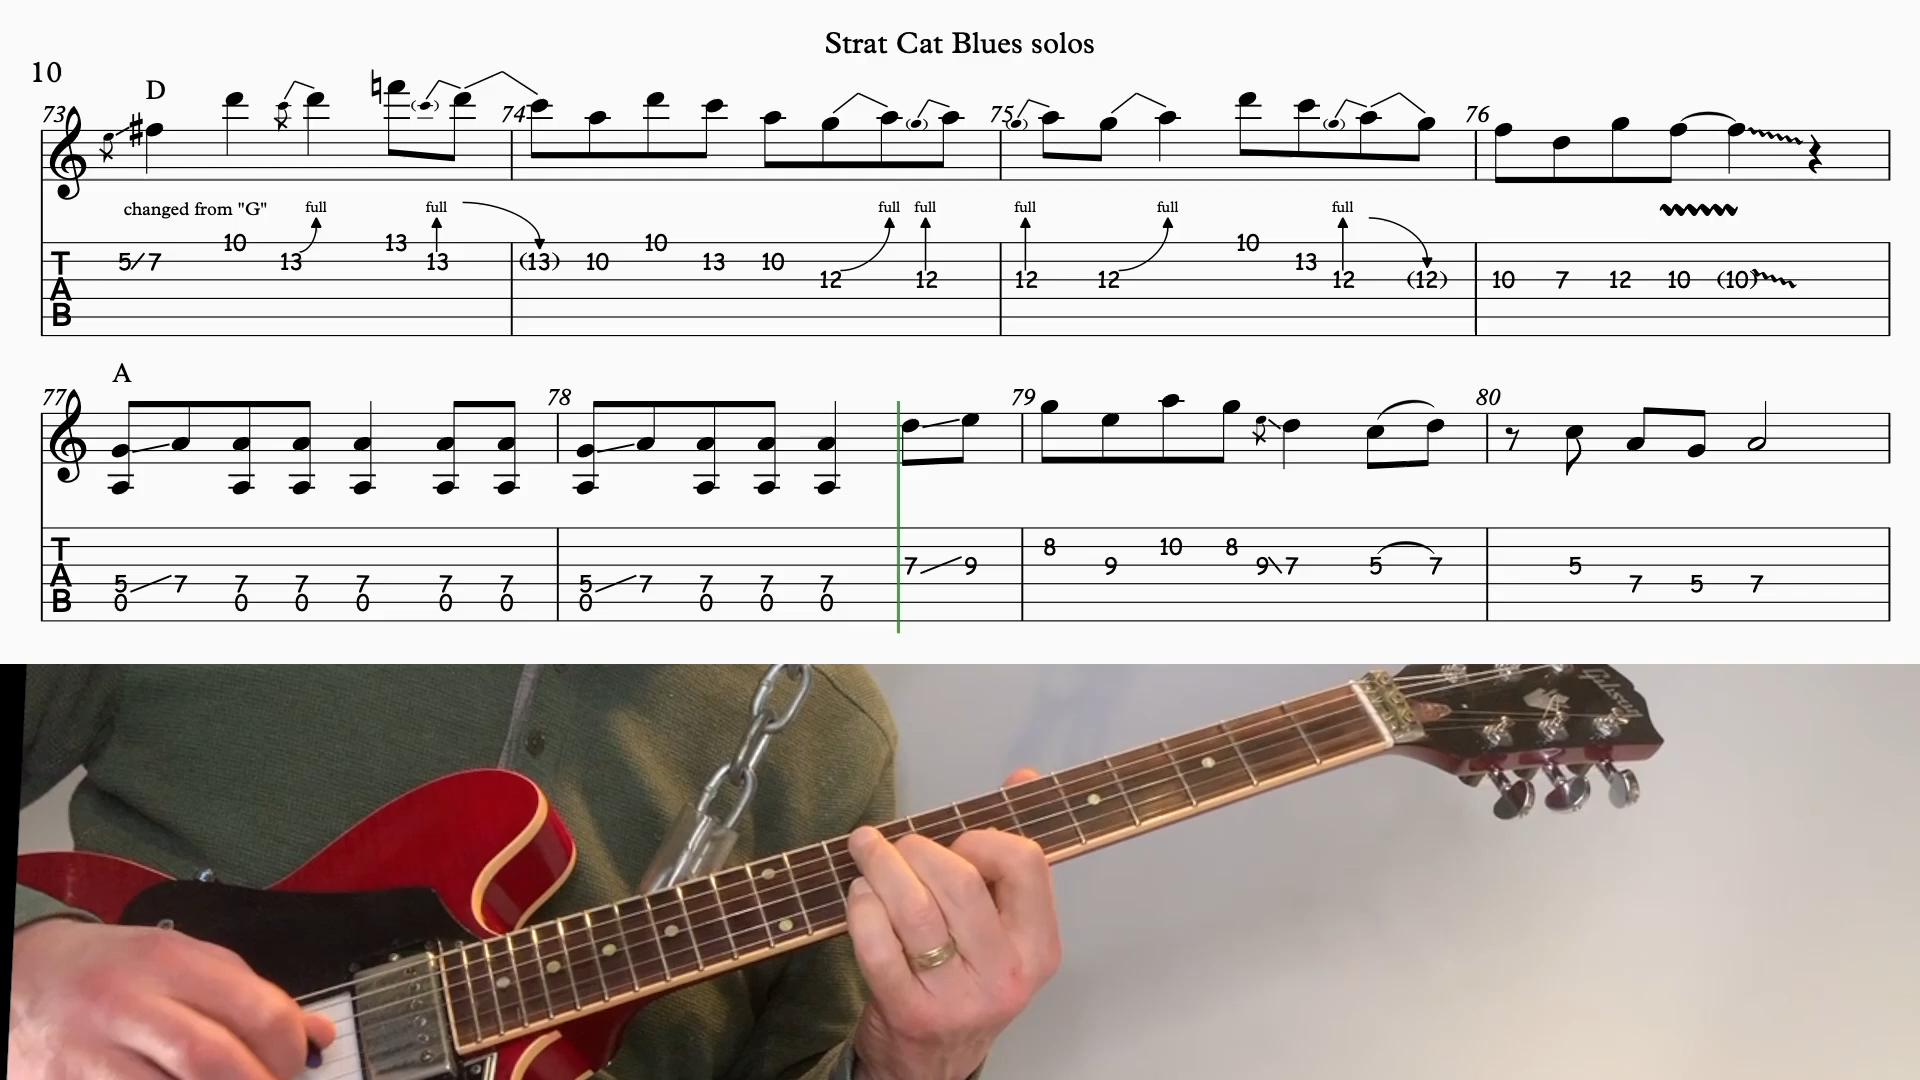 Strat Cat Blues solos
10
D
73 74 75 76
changed from "G" full full full full full full full
10 13 10 10
5/7 13 13 (13) 10 13 10 13
T
12 12 12 12 12 (12) 10 7 12 10 (10)
A
B
A
77 78 79 80
8 10 8
T
7 9 9 9\7 5 7 5
A
5 7 7 7 7 7 7 5 7 7 7 7 7 5 7
B
0 0 0 0 0 0 0 0 0 0
Gibson